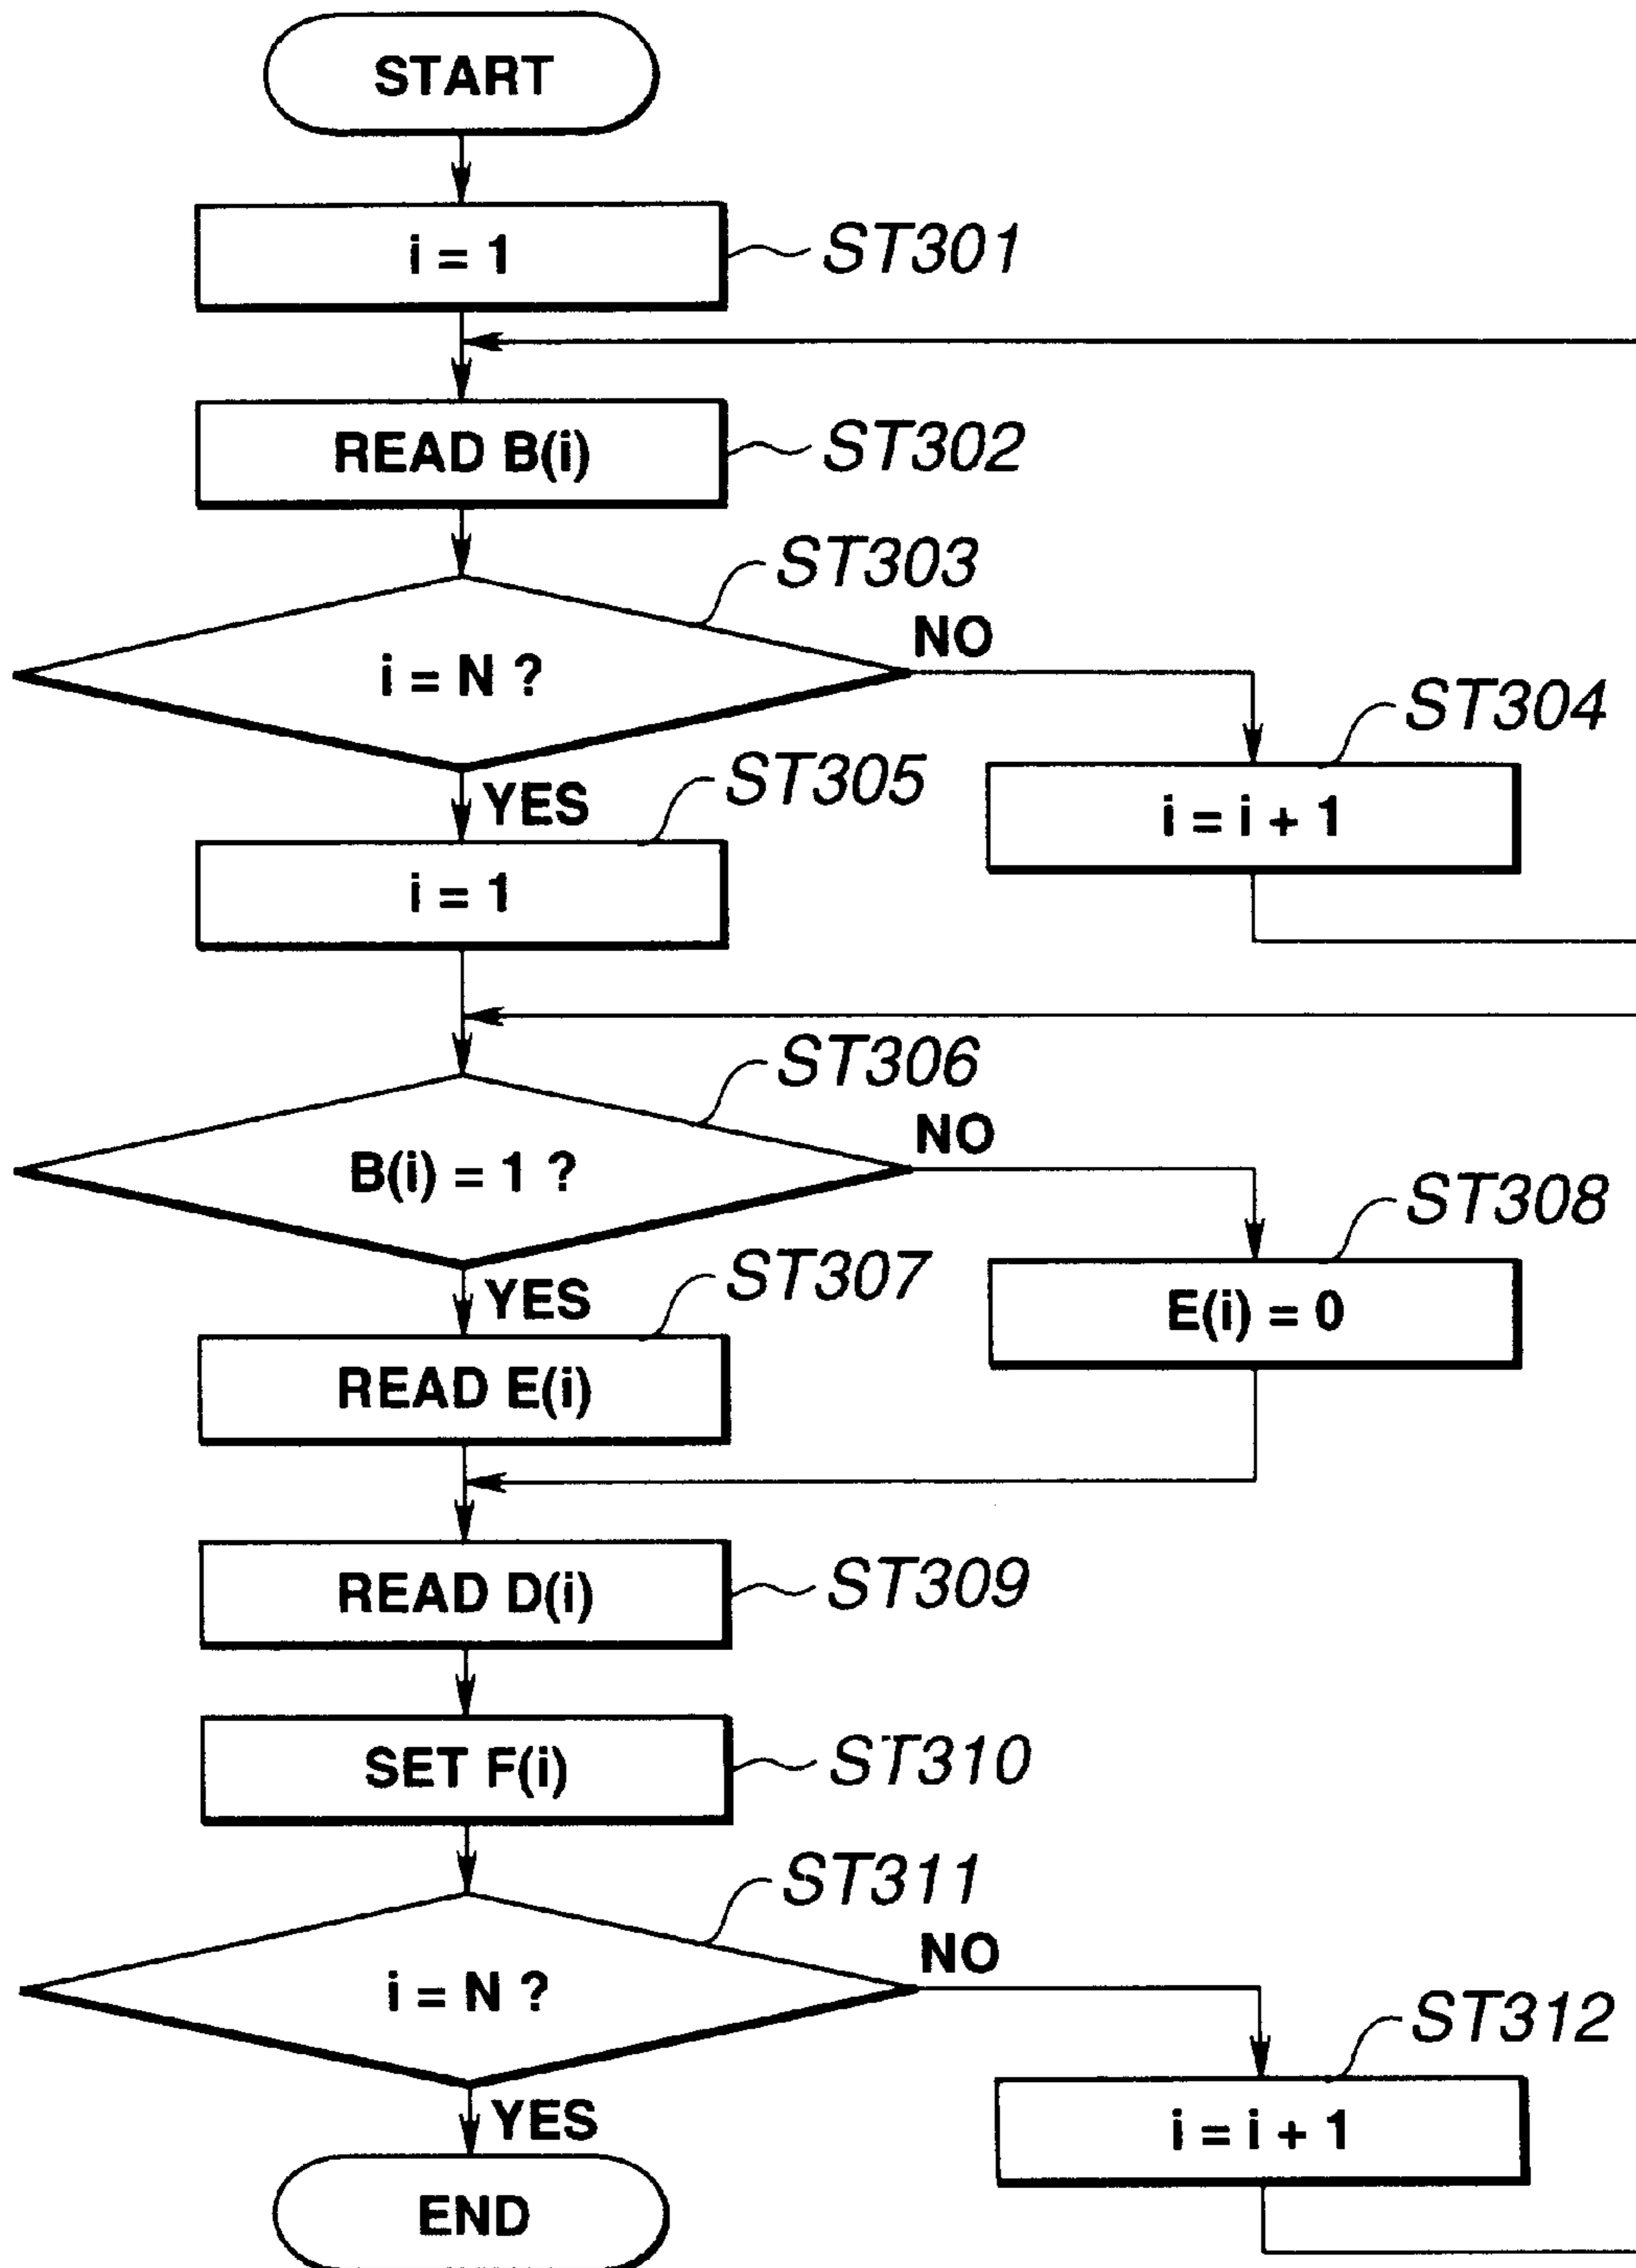 START
i = 1
ST301
READ B(i)
ST302
ST303
i = N ?
NO
ST304
i = i + 1
YES
ST305
i = 1
ST306
B(i) = 1 ?
NO
ST308
E(i) = 0
YES
ST307
READ E(i)
READ D(i)
ST309
SET F(i)
ST310
ST311
i = N ?
NO
ST312
i = i + 1
YES
END